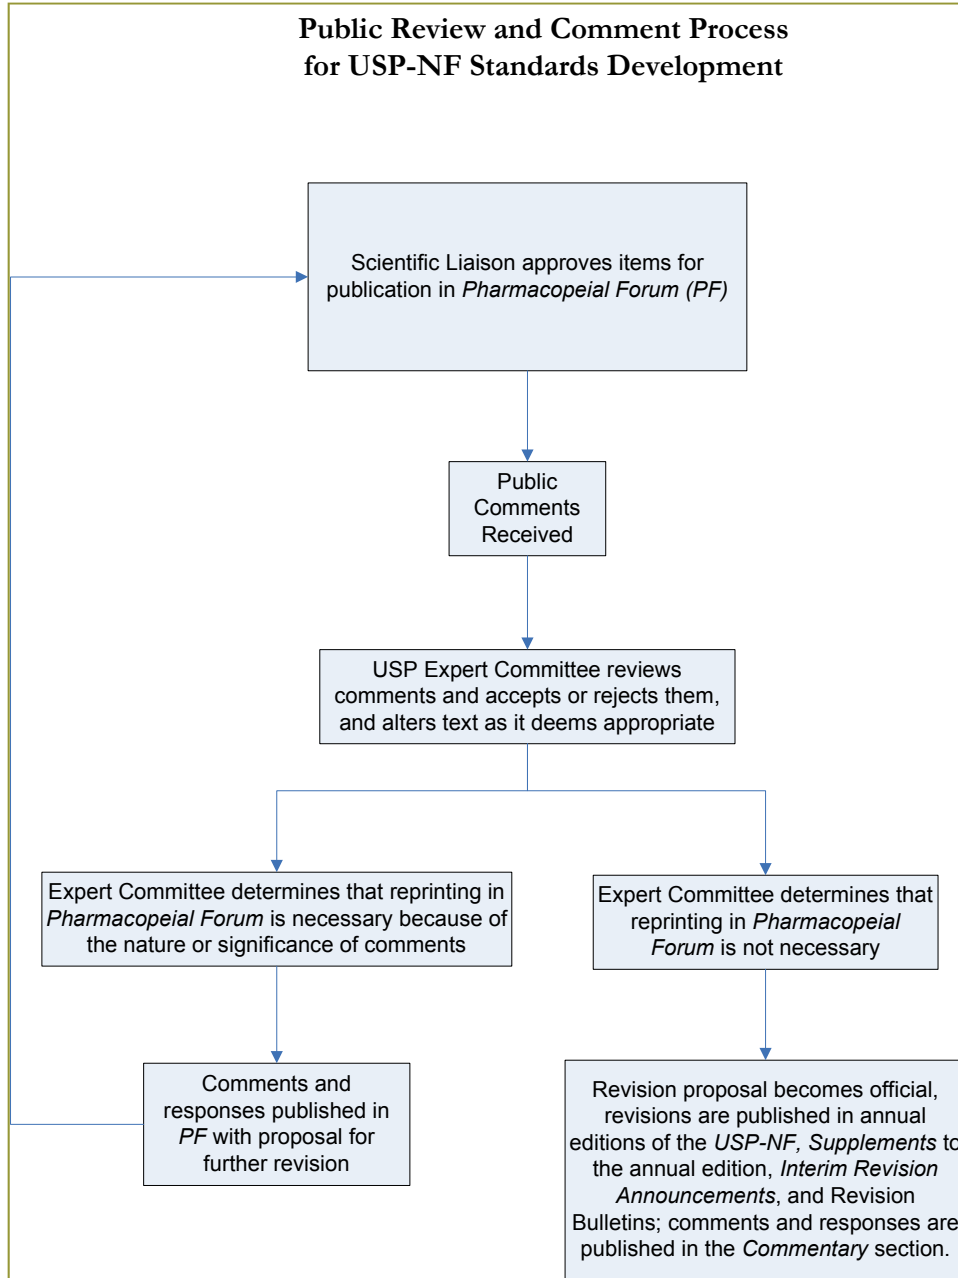 Public Review and Comment Process
for USP-NF Standards Development
Scientific Liaison approves items for
publication in Pharmacopeial Forum (PF)
Public
Comments
Received
USP Expert Committee reviews
comments and accepts or rejects them,
and alters text as it deems appropriate
Expert Committee determines that reprinting in
Pharmacopeial Forum is necessary because of
the nature or significance of comments
Expert Committee determines that
reprinting in Pharmacopeial
Forum is not necessary
Comments and
responses published in
PF with proposal for
further revision
Revision proposal becomes official,
revisions are published in annual
editions of the USP-NF, Supplements to
the annual edition, Interim Revision
Announcements, and Revision
Bulletins; comments and responses are
published in the Commentary section.